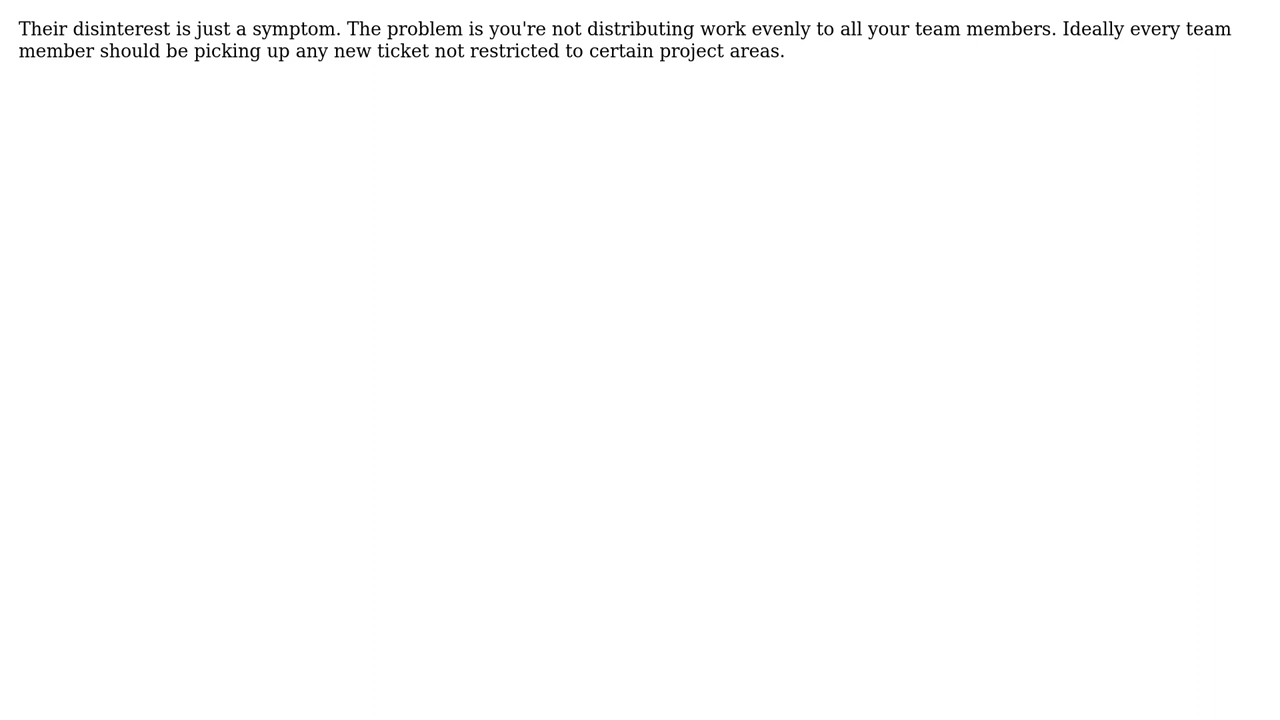 Their disinterest is just a symptom. The problem is you're not distributing work evenly to all your team members. Ideally every team
member should be picking up any new ticket not restricted to certain project areas.